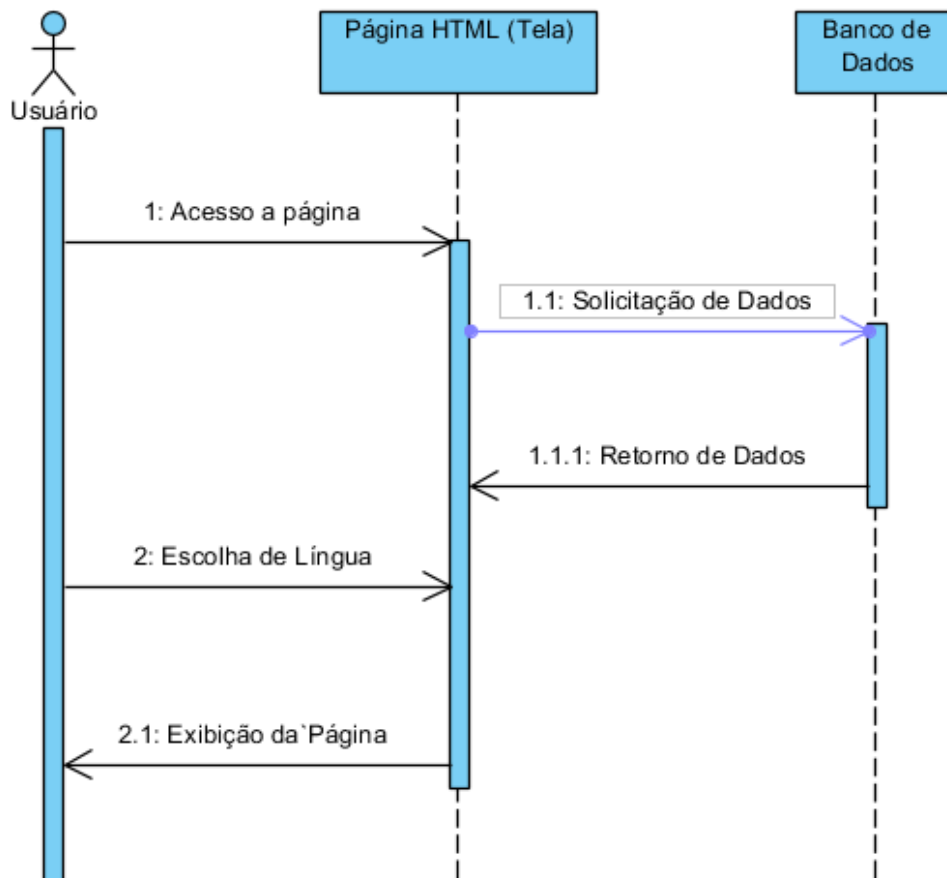 Página HTML (Tela)
Banco de
Dados
Usuário
1: Acesso a página
1.1: Solicitação de Dados
1.1.1: Retorno de Dados
2: Escolha de Língua
2.1: Exibição da`Página